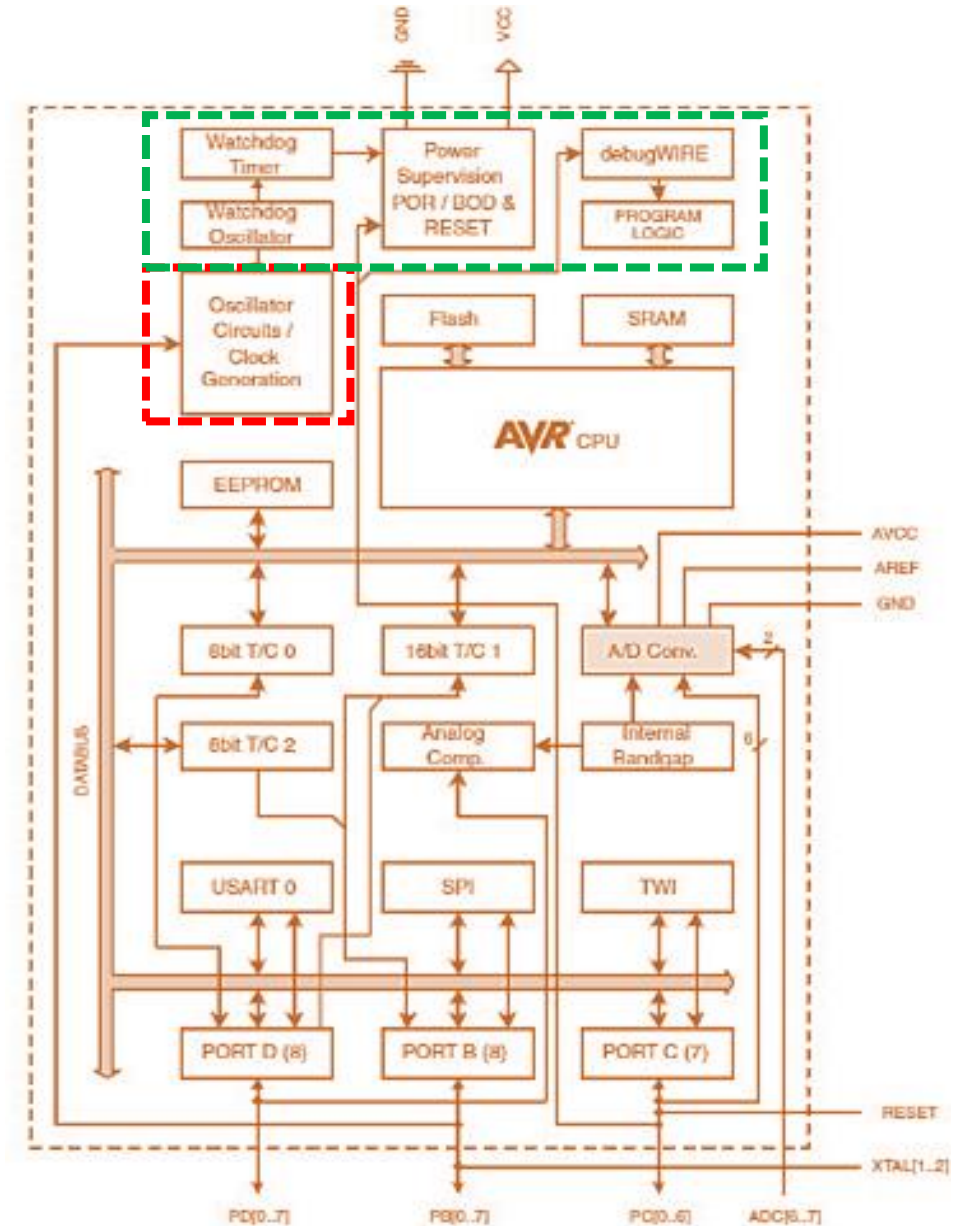 GND
VCC
Watchdog
Timer
Power
Supervision
POR / BOD &
RESET
debugWIRE
Watchdog
Oscillator
PROGRAM
LOGIC
Oscillator
Circuits /
Clock
Generation
Flash
SRAM
AVR CPU
EEPROM
AVCC
AREF
GND
8bit T/C 0
16bit T/C 1
A/D Conv.
2
8bit T/C 2
Analog
Comp.
Internal
Bandgap
6
DATABUS
USART 0
SPI
TWI
PORT D (8)
PORT B (8)
PORT C (7)
RESET
XTAL[1..2]
PD[0..7]
PB[0..7]
PC[0..6]
ADC[6..7]